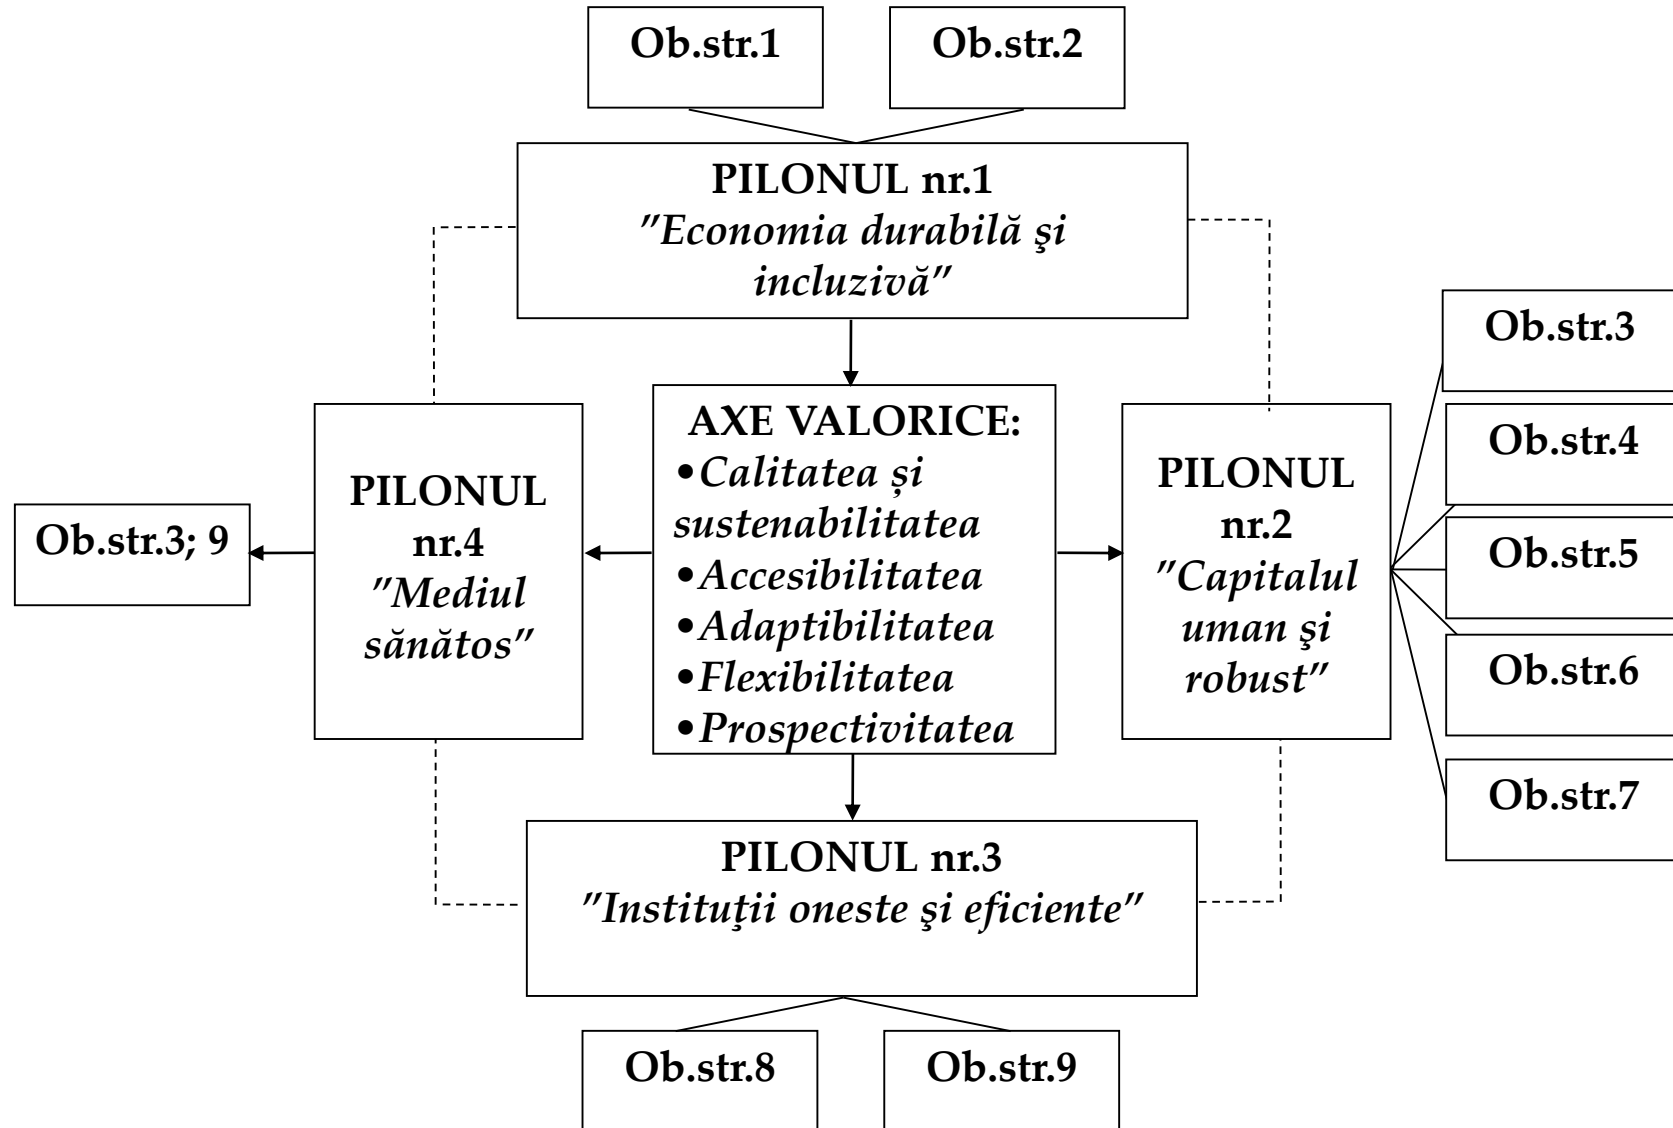 Ob.str.1
Ob.str.2
PILONUL nr.1
”Economia durabilă şi
incluzivă”
AXE VALORICE:
•Calitatea și
sustenabilitatea
•Accesibilitatea
•Adaptibilitatea
•Flexibilitatea
•Prospectivitatea
PILONUL
nr.4
”Mediul
sănătos”
Ob.str.3; 9
PILONUL
nr.2
”Capitalul
uman şi
robust”
Ob.str.3
Ob.str.4
Ob.str.5
Ob.str.6
Ob.str.7
PILONUL nr.3
”Instituţii oneste şi eficiente”
Ob.str.8
Ob.str.9